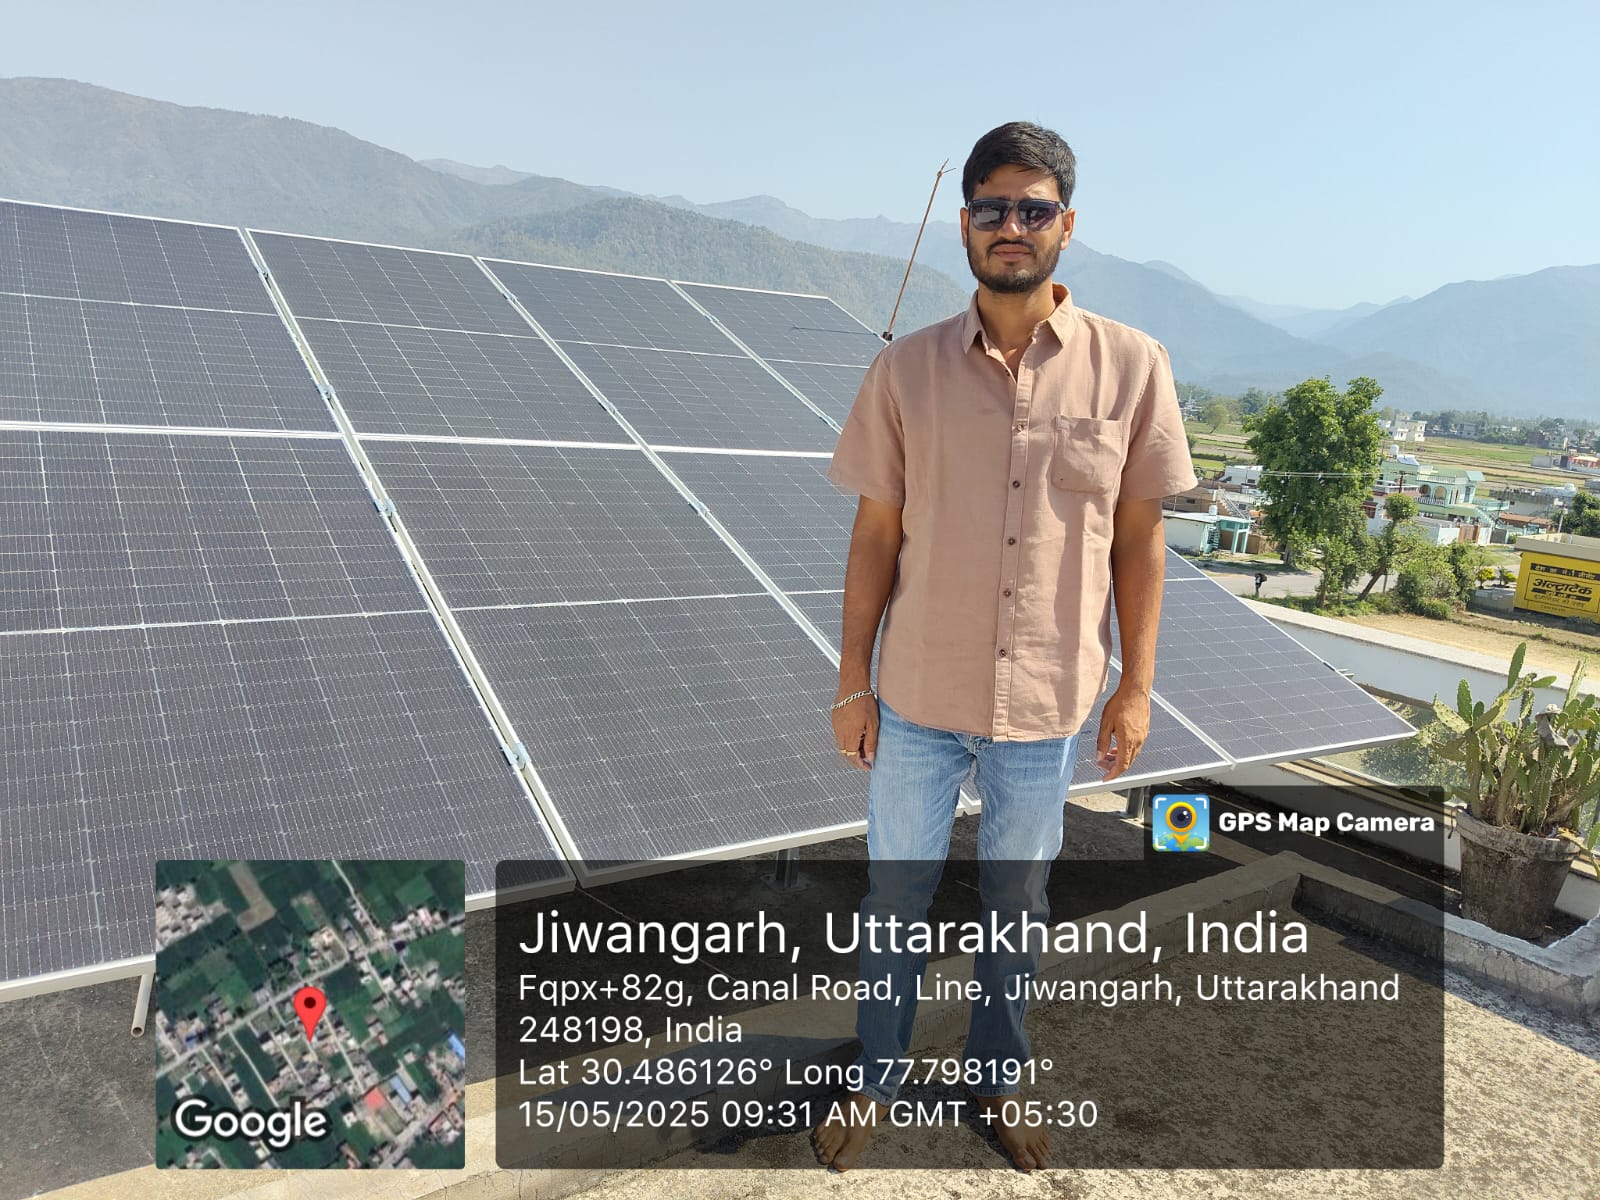 अल्ट्राटेक
GPS Map Camera
Google
Jiwangarh, Uttarakhand, India
Fqpx+82g, Canal Road, Line, Jiwangarh, Uttarakhand
248198, India
Lat 30.486126° Long 77.798191°
15/05/2025 09:31 AM GMT +05:30